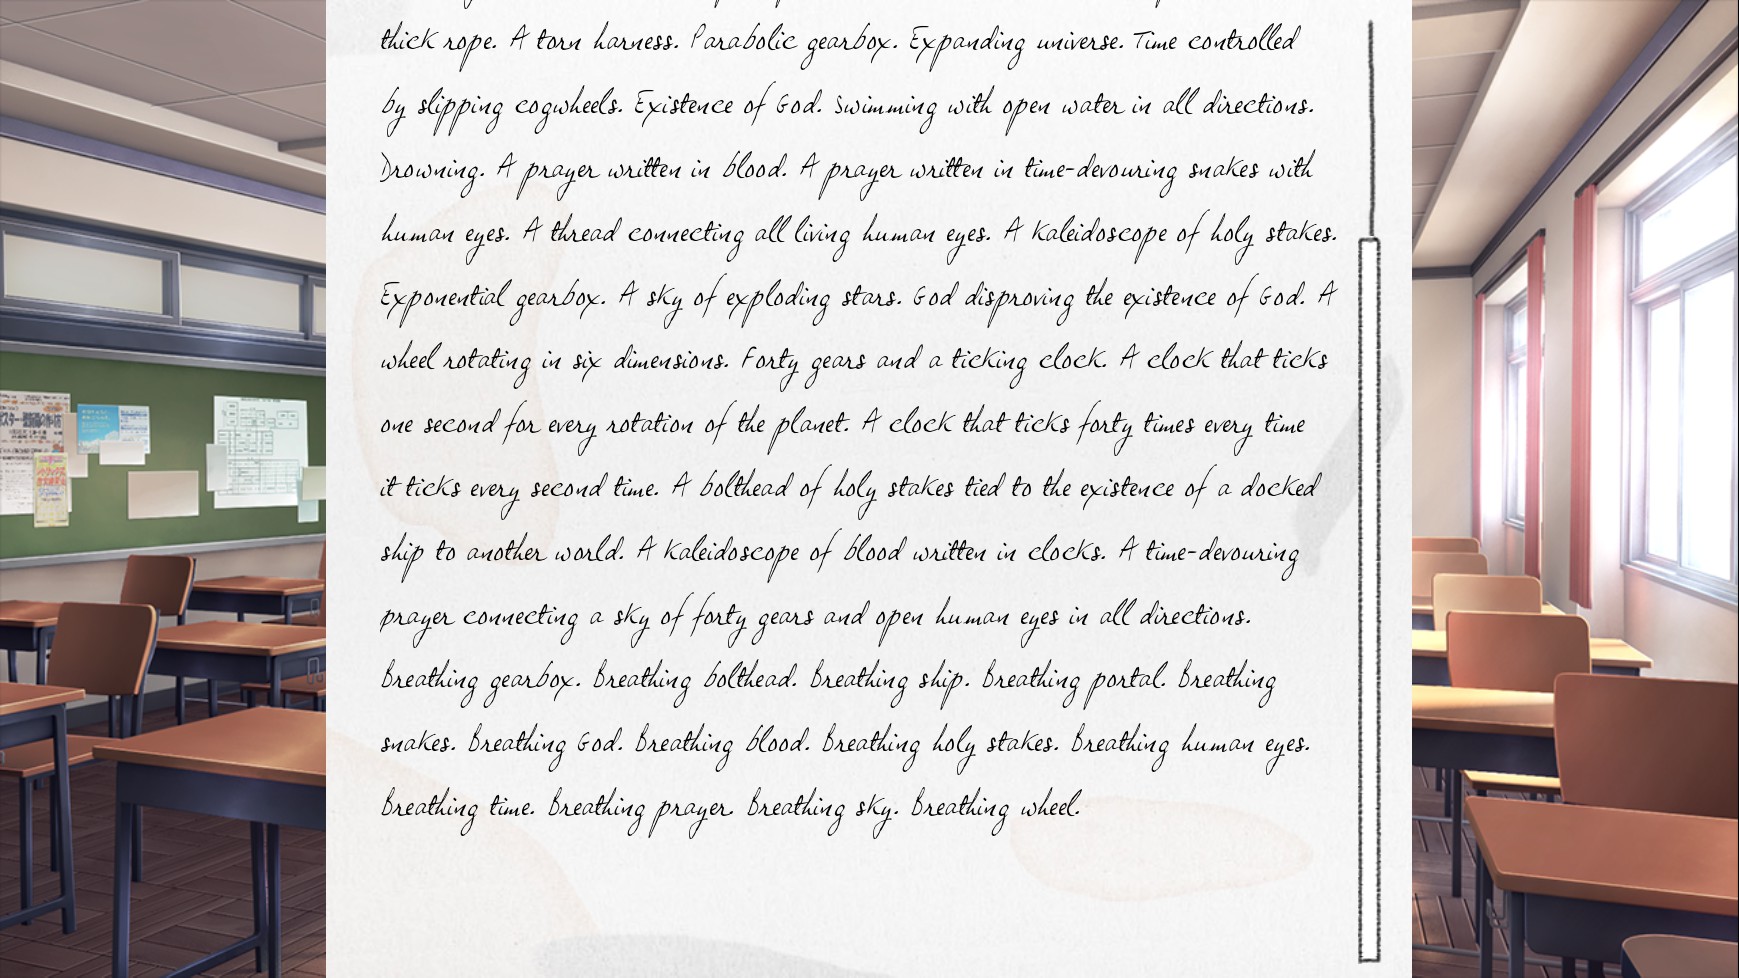 thick rope. A torn harness. Parabolic gearbox. Expanding universe. Time controlled
by slipping cogwheels. Existence of God. Swimming with open water in all directions.
Drowning. A prayer written in blood. A prayer written in time-devouring snakes with
human eyes. A thread connecting all living human eyes. A kaleidoscope of holy stakes.
Exponential gearbox. A sky of exploding stars. God disproving the existence of God. A
wheel rotating in six dimensions. Forty gears and a ticking clock. A clock that ticks
one second for every rotation of the planet. A clock that ticks forty times every time
it ticks every second time. A bolthead of holy stakes tied to the existence of a docked
ship to another world. A kaleidoscope of blood written in clocks. A time-devouring
prayer connecting a sky of forty gears and open human eyes in all directions.
Breathing gearbox. Breathing bolthead. Breathing ship. Breathing portal. Breathing
snakes. Breathing God. Breathing blood. Breathing holy stakes. Breathing human eyes.
Breathing time. Breathing prayer. Breathing sky. Breathing wheel.